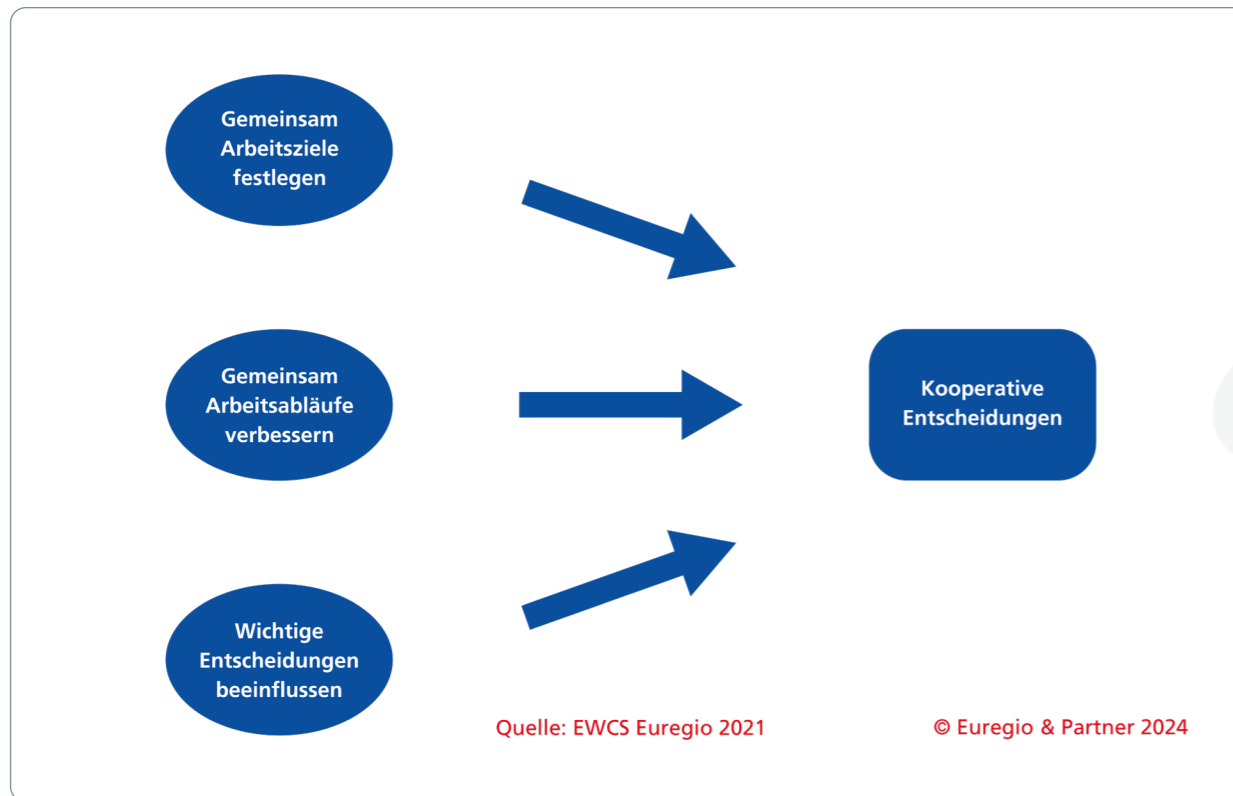 Gemeinsam
Arbeitsziele
festlegen
Gemeinsam
Arbeitsabläufe
verbessern
Kooperative
Entscheidungen
Wichtige
Entscheidungen
beeinflussen
Quelle: EWCS Euregio 2021
© Euregio & Partner 2024